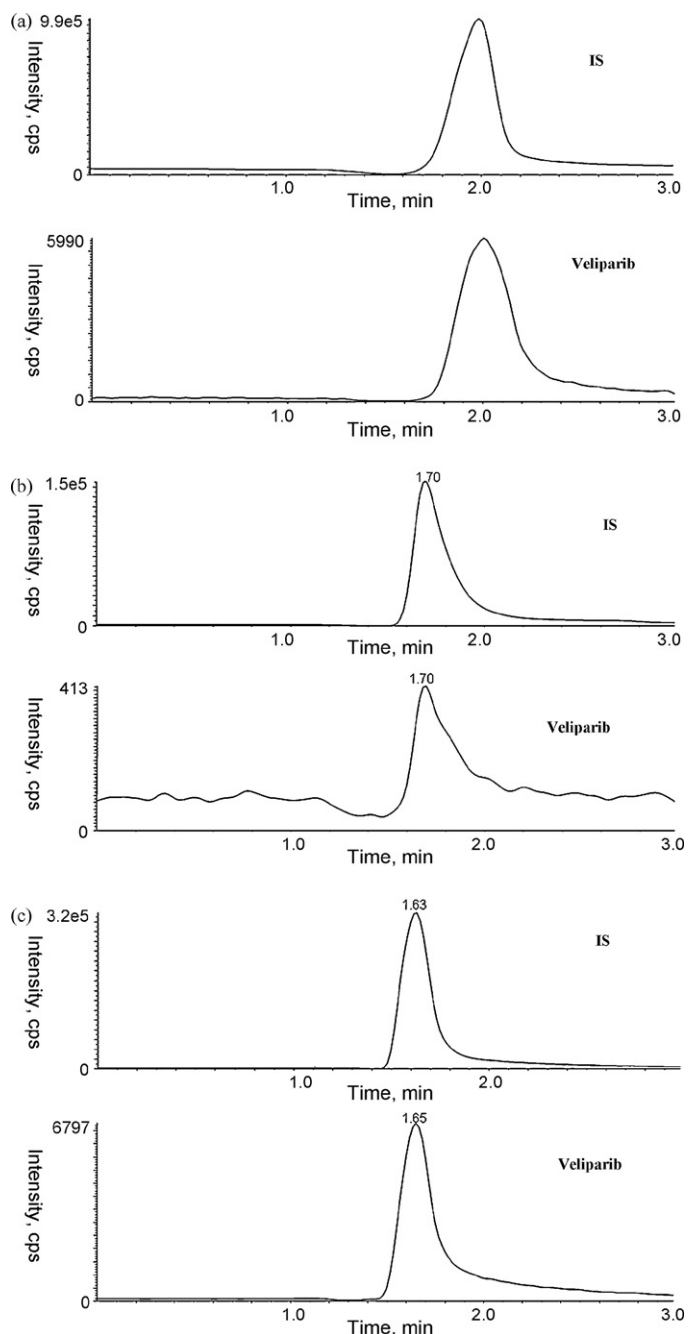 (a)
9.9e5
Intensity, cps
IS
0
1.0
2.0
3.0
Time, min
5990
Intensity, cps
Veliparib
0
1.0
2.0
3.0
Time, min
(b)
1.5e5
1.70
Intensity, cps
IS
0
1.0
2.0
3.0
Time, min
413
1.70
Intensity, cps
Veliparib
0
1.0
2.0
3.0
Time, min
(c)
3.2e5
1.63
Intensity, cps
IS
0
1.0
2.0
3.0
Time, min
6797
1.65
Intensity, cps
Veliparib
0
1.0
2.0
3.0
Time, min